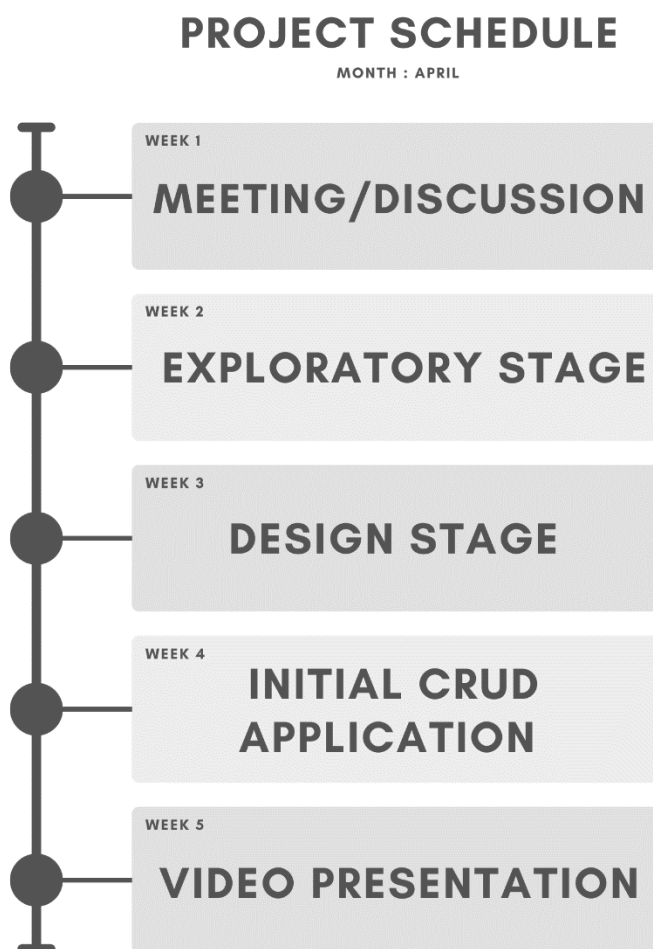 PROJECT SCHEDULE
MONTH : APRIL
WEEK 1
MEETING/DISCUSSION
WEEK 2
EXPLORATORY STAGE
WEEK 3
DESIGN STAGE
WEEK 4
INITIAL CRUD
APPLICATION
WEEK 5
VIDEO PRESENTATION